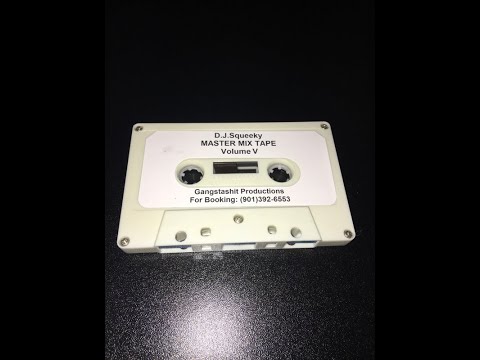 D.J.Squeeky
MASTER MIX TAPE
Volume V
Gangstashit Productions
For Booking: (901)392-6553